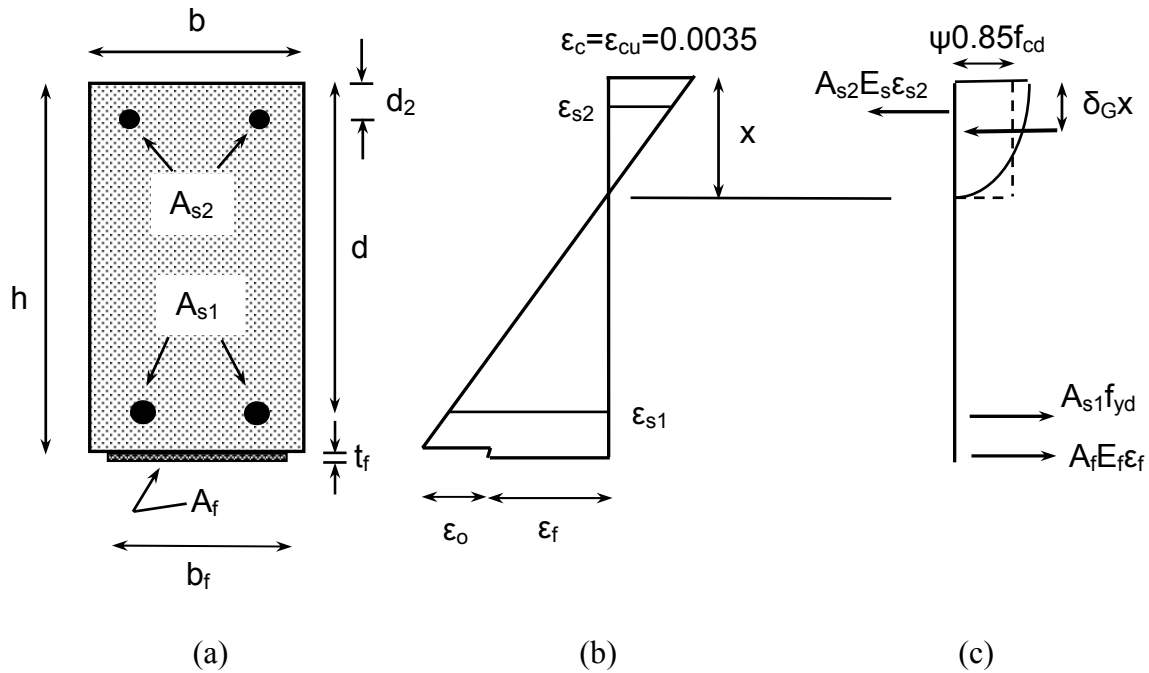 b
h
d₂
d
A_s2
A_s1
t_f
A_f
b_f
(a)
ε_c=ε_cu=0.0035
ε_s2
x
ε_s1
ε_o
ε_f
(b)
ψ0.85f_cd
A_s2E_sε_s2
δ_Gx
A_s1f_yd
A_fE_fε_f
(c)